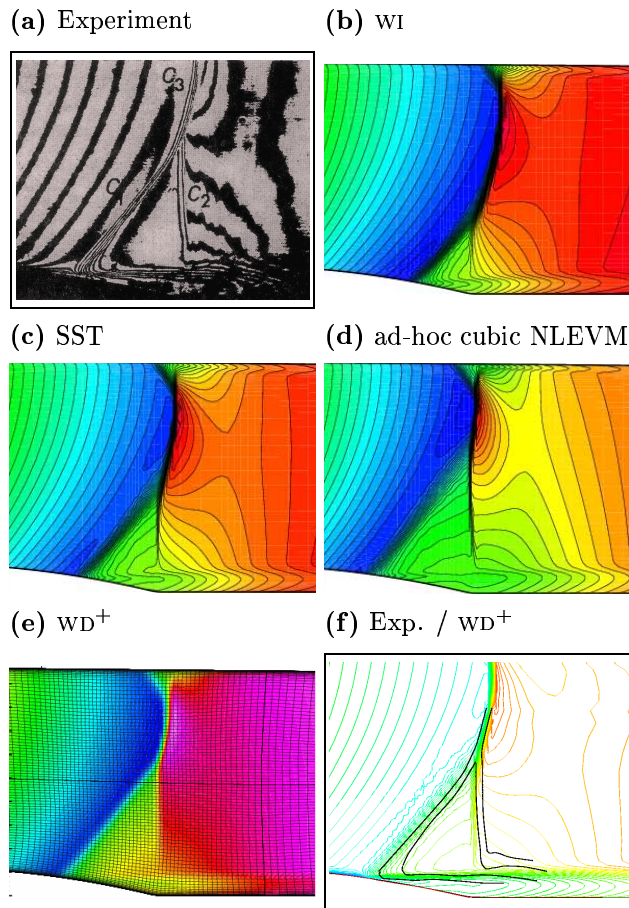 (a) Experiment
(b) WI
C3
C1
C2
(c) SST
(d) ad-hoc cubic NLEVM
(e) WD+
(f) Exp. / WD+